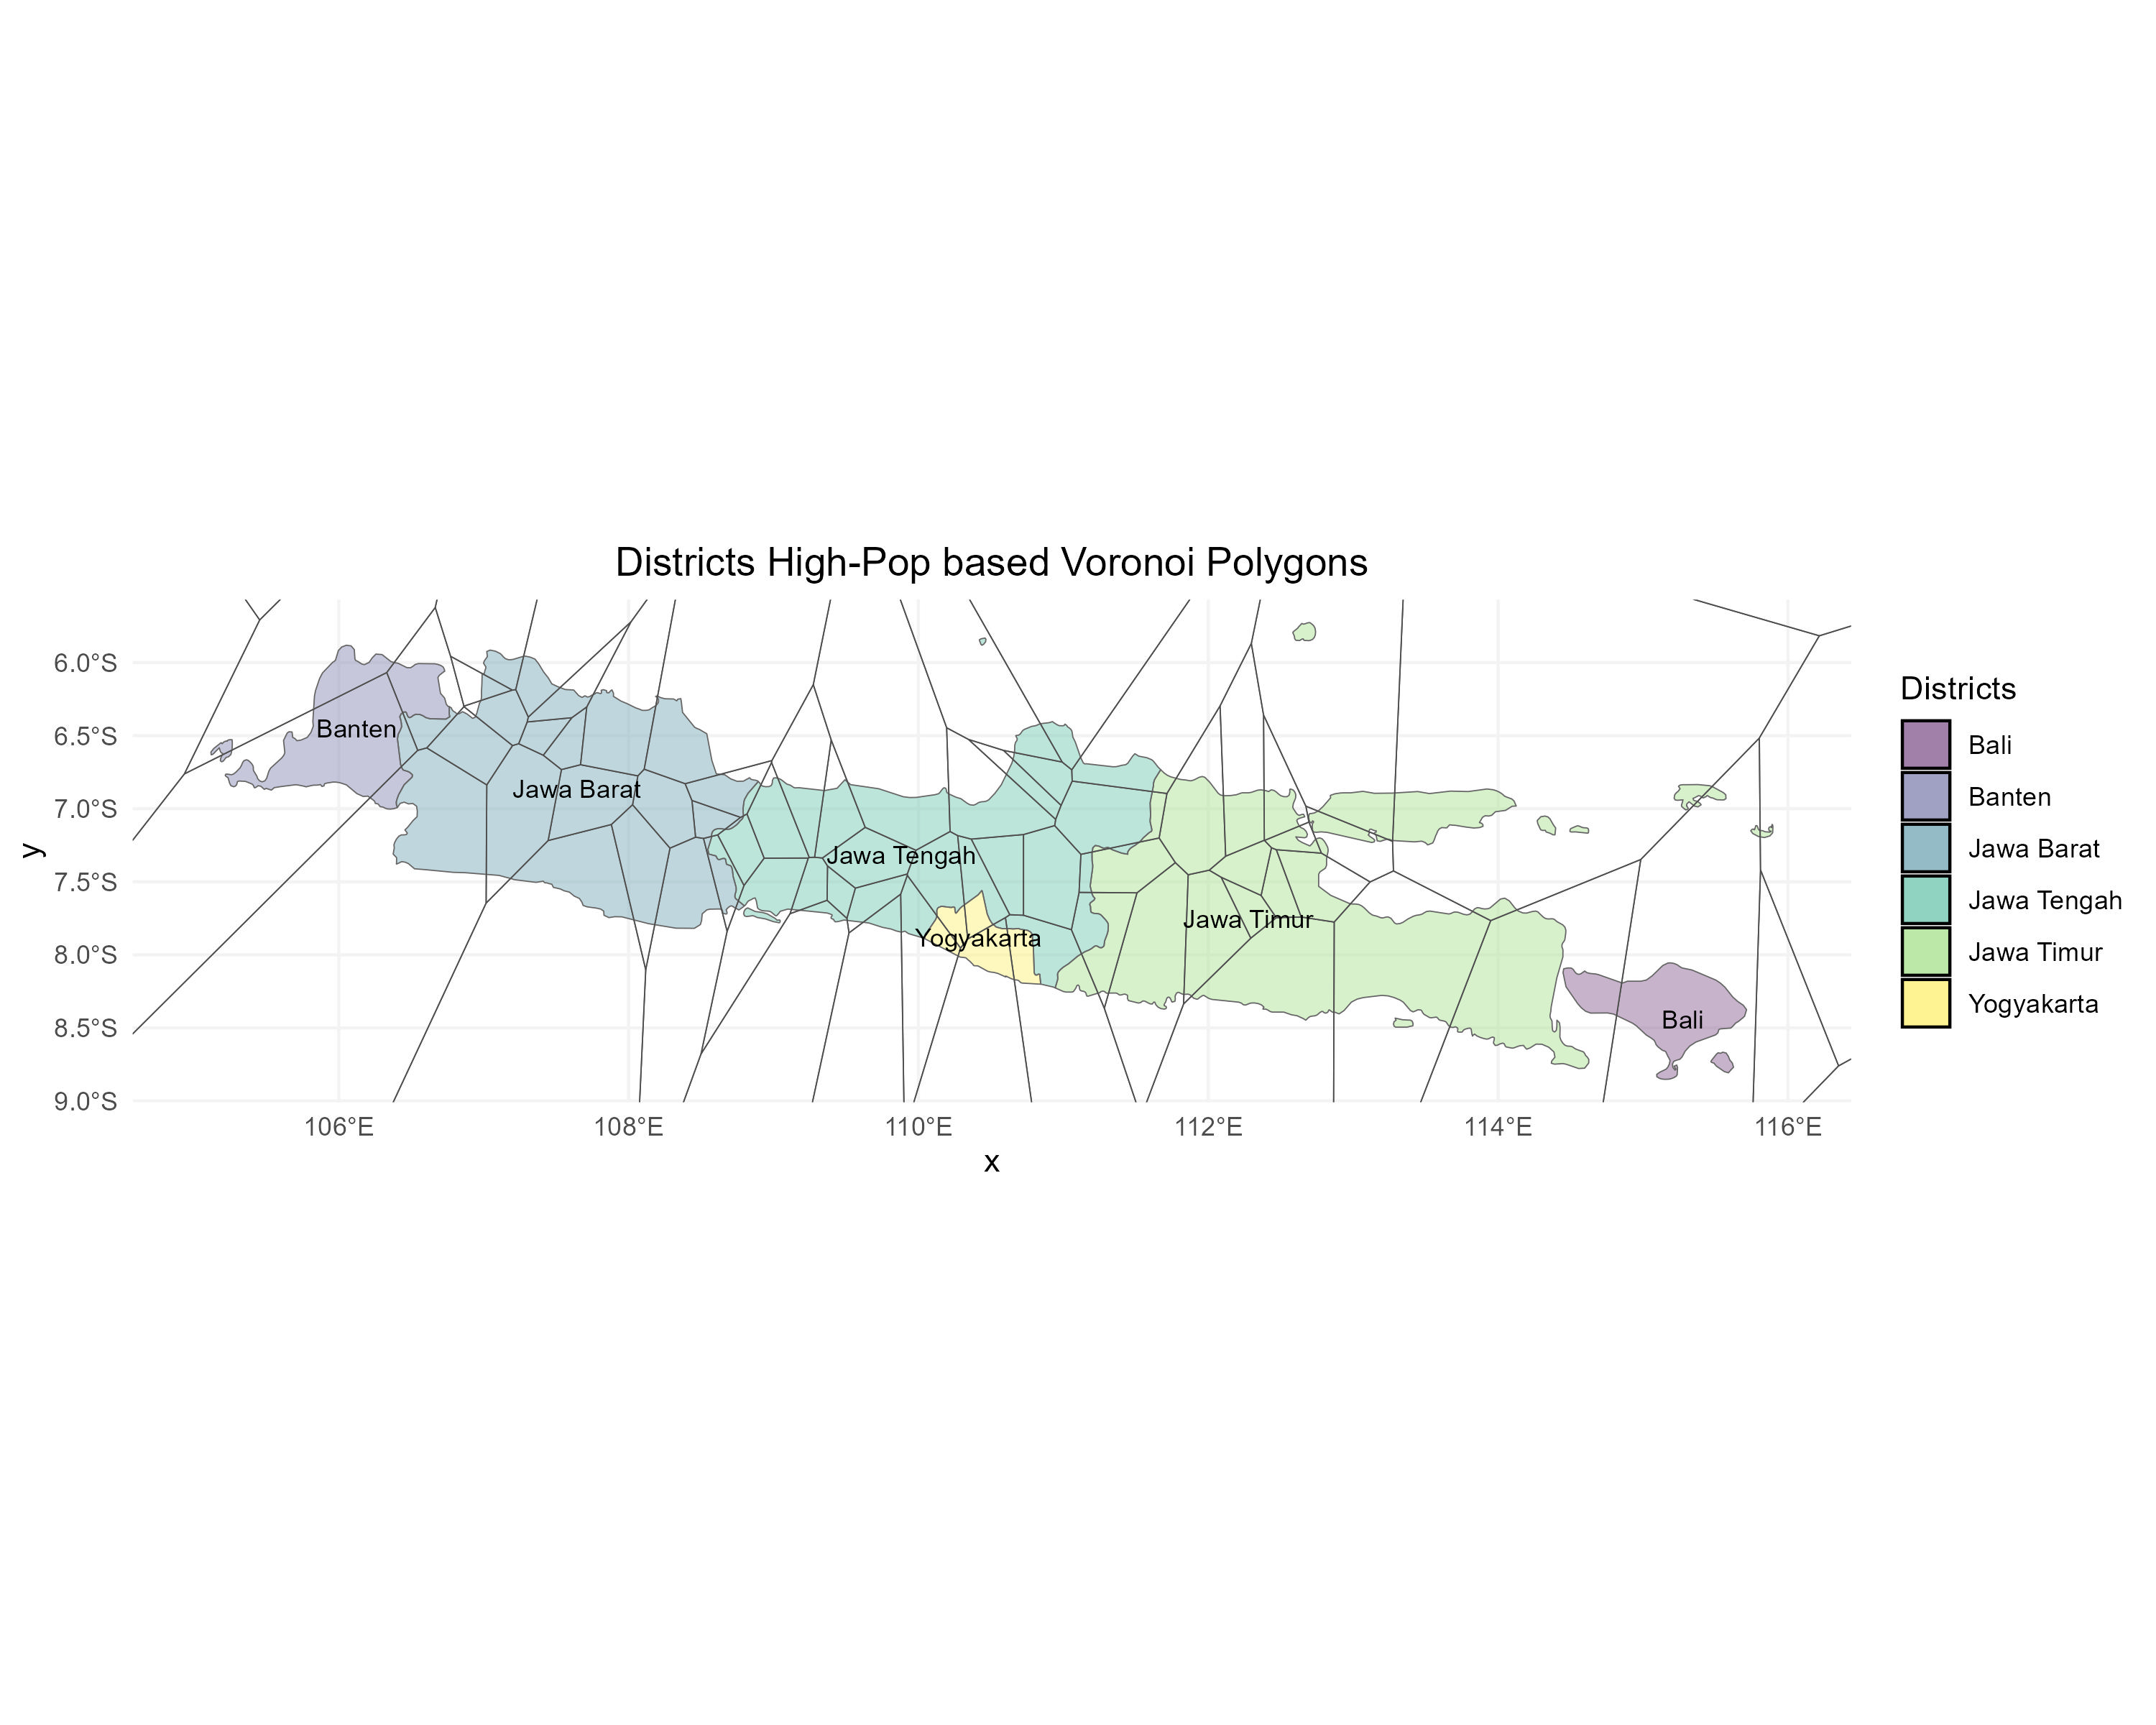 Districts High-Pop based Voronoi Polygons
6.0°S
6.5°S
7.0°S
7.5°S
8.0°S
8.5°S
9.0°S
y
Banten
Jawa Barat
Jawa Tengah
Yogyakarta
Jawa Timur
Bali
106°E
108°E
110°E
112°E
114°E
116°E
x
Districts
Bali
Banten
Jawa Barat
Jawa Tengah
Jawa Timur
Yogyakarta